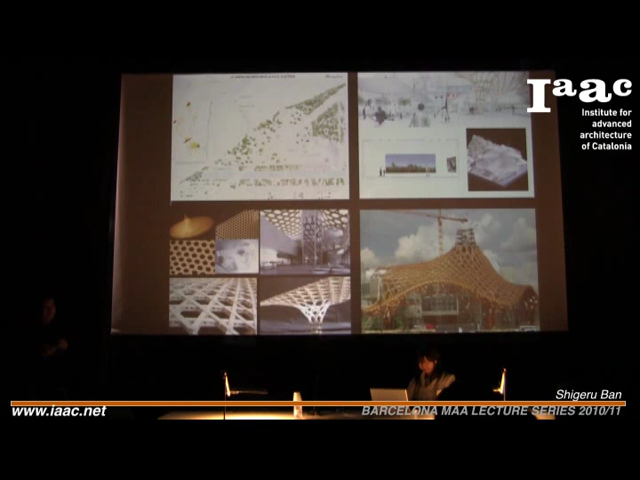 Iaac
Institute for
advanced
architecture
of Catalonia
Shigeru Ban
www.iaac.net
BARCELONA MAA LECTURE SERIES 2010/11